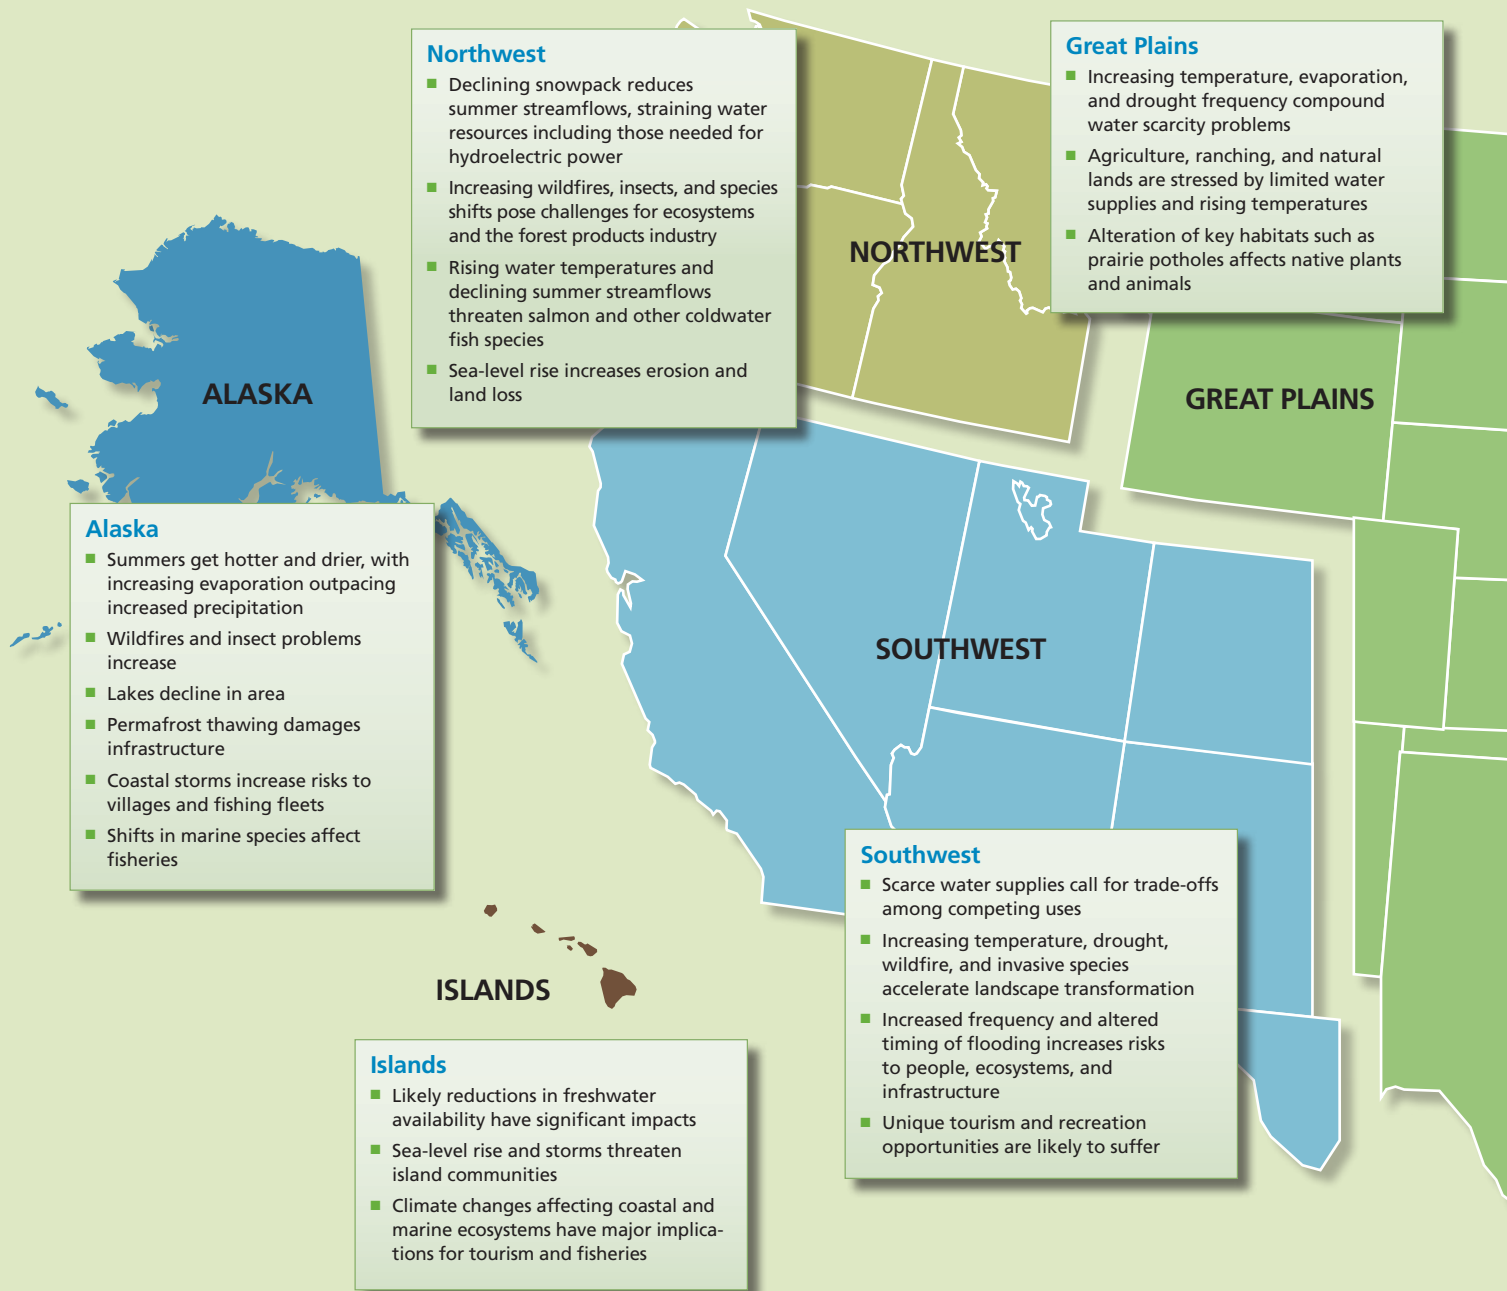 Northwest
■ Declining snowpack reduces
summer streamflows, straining water
resources including those needed for
hydroelectric power
■ Increasing wildfires, insects, and species
shifts pose challenges for ecosystems
and the forest products industry
■ Rising water temperatures and
declining summer streamflows
threaten salmon and other coldwater
fish species
■ Sea-level rise increases erosion and
land loss
Great Plains
■ Increasing temperature, evaporation,
and drought frequency compound
water scarcity problems
■ Agriculture, ranching, and natural
lands are stressed by limited water
supplies and rising temperatures
■ Alteration of key habitats such as
prairie potholes affects native plants
and animals
NORTHWEST
GREAT PLAINS
ALASKA
Alaska
■ Summers get hotter and drier, with
increasing evaporation outpacing
increased precipitation
■ Wildfires and insect problems
increase
■ Lakes decline in area
■ Permafrost thawing damages
infrastructure
■ Coastal storms increase risks to
villages and fishing fleets
■ Shifts in marine species affect
fisheries
SOUTHWEST
Southwest
■ Scarce water supplies call for trade-offs
among competing uses
■ Increasing temperature, drought,
wildfire, and invasive species
accelerate landscape transformation
■ Increased frequency and altered
timing of flooding increases risks
to people, ecosystems, and
infrastructure
■ Unique tourism and recreation
opportunities are likely to suffer
ISLANDS
Islands
■ Likely reductions in freshwater
availability have significant impacts
■ Sea-level rise and storms threaten
island communities
■ Climate changes affecting coastal and
marine ecosystems have major implica-
tions for tourism and fisheries